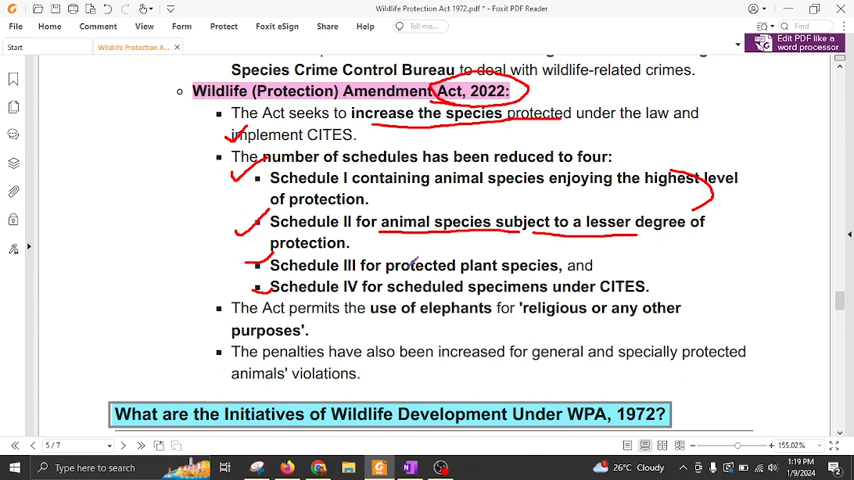 Wildlife Protection Act 1972.pdf * - Foxit PDF Reader
File Home Comment View Form Protect Foxit eSign Share Help Tell me... Find
Start Wildlife Protection A... Edit PDF like a word processor
Species Crime Control Bureau to deal with wildlife-related crimes.
Wildlife (Protection) Amendment Act, 2022:
The Act seeks to increase the species protected under the law and
implement CITES.
The number of schedules has been reduced to four:
Schedule I containing animal species enjoying the highest level
of protection.
Schedule II for animal species subject to a lesser degree of
protection.
Schedule III for protected plant species, and
Schedule IV for scheduled specimens under CITES.
The Act permits the use of elephants for 'religious or any other
purposes'.
The penalties have also been increased for general and specially protected
animals' violations.
What are the Initiatives of Wildlife Development Under WPA, 1972?
5 / 7 155.02%
Type here to search 26°C Cloudy 1:19 PM
1/9/2024 2